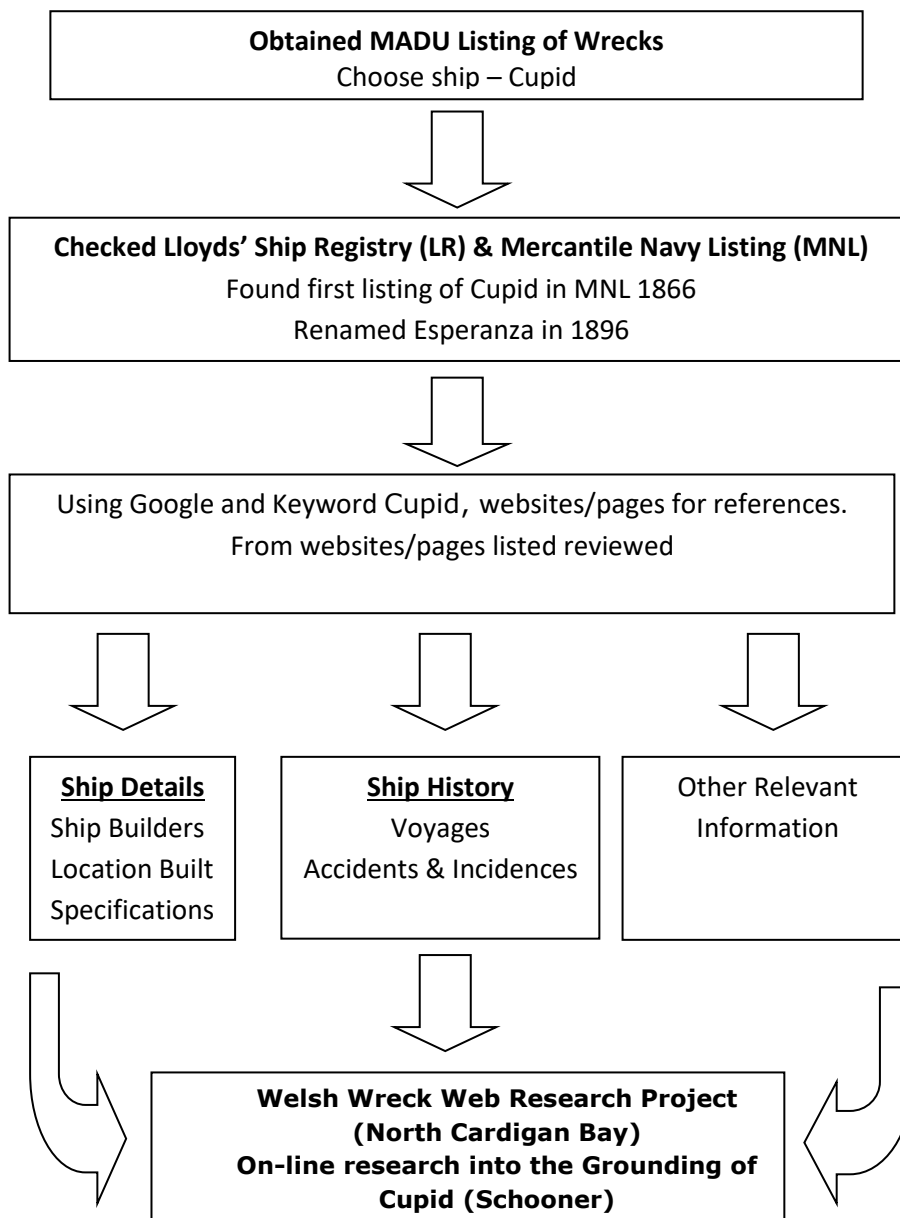 Obtained MADU Listing of Wrecks
Choose ship – Cupid
Checked Lloyds’ Ship Registry (LR) & Mercantile Navy Listing (MNL)
Found first listing of Cupid in MNL 1866
Renamed Esperanza in 1896
Using Google and Keyword Cupid, websites/pages for references.
From websites/pages listed reviewed
Ship Details
Ship Builders
Location Built
Specifications
Ship History
Voyages
Accidents & Incidences
Other Relevant
Information
Welsh Wreck Web Research Project
(North Cardigan Bay)
On-line research into the Grounding of
Cupid (Schooner)